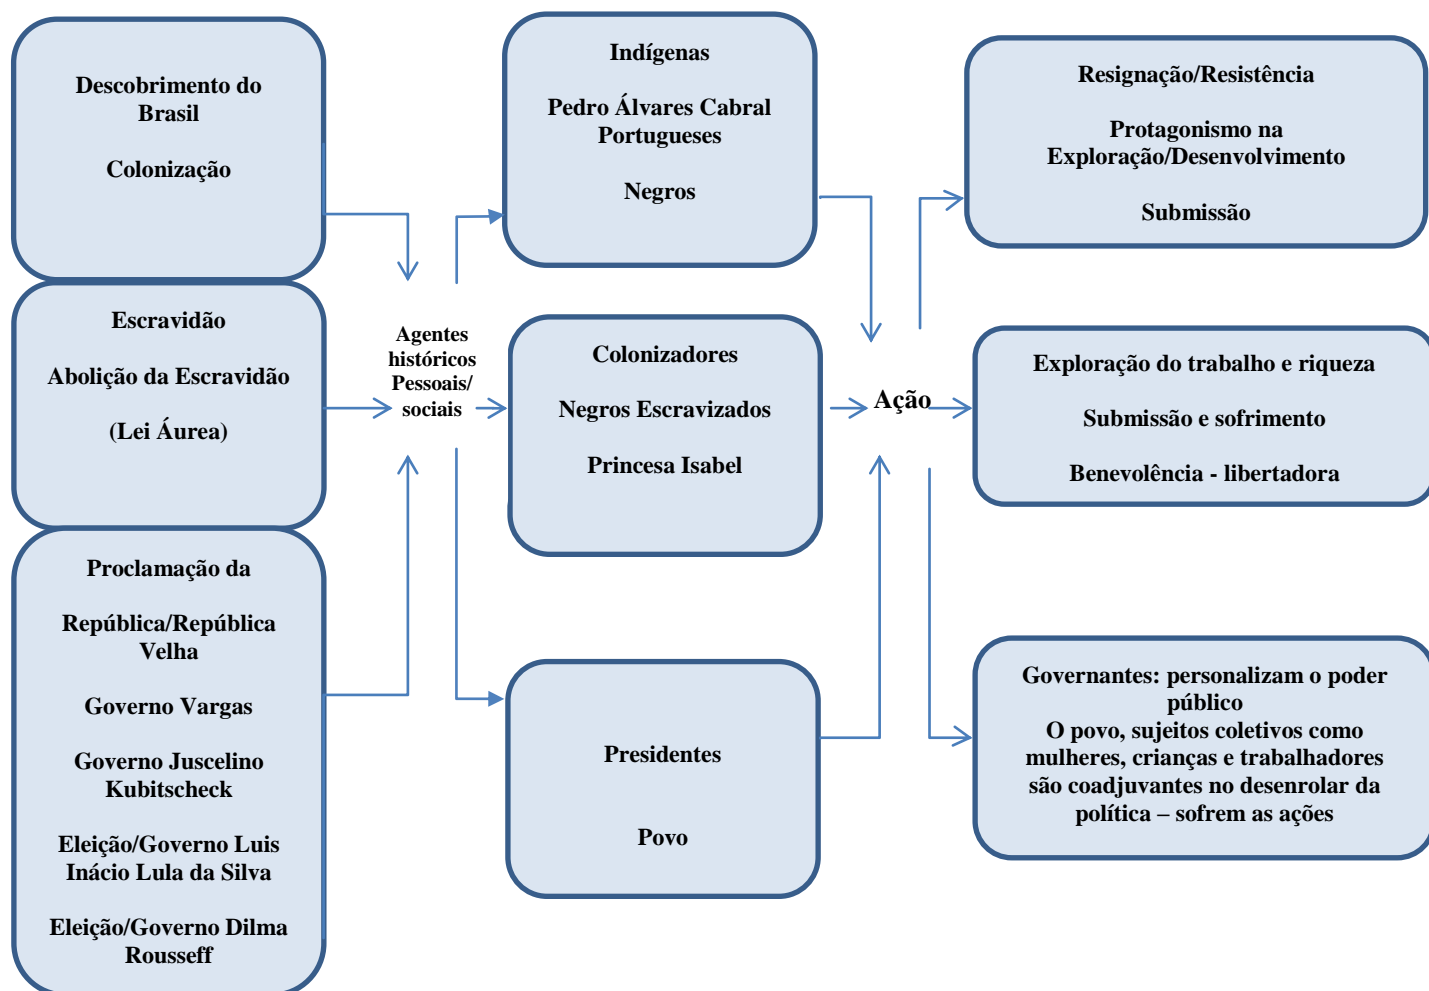 Descobrimento do
Brasil
Colonização
Escravidão
Abolição da Escravidão
(Lei Áurea)
Proclamação da
República/República
Velha
Governo Vargas
Governo Juscelino
Kubitscheck
Eleição/Governo Luis
Inácio Lula da Silva
Eleição/Governo Dilma
Rousseff
Agentes
históricos
Pessoais/
sociais
Indígenas
Pedro Álvares Cabral
Portugueses
Negros
Colonizadores
Negros Escravizados
Princesa Isabel
Presidentes
Povo
Ação
Resignação/Resistência
Protagonismo na
Exploração/Desenvolvimento
Submissão
Exploração do trabalho e riqueza
Submissão e sofrimento
Benevolência - libertadora
Governantes: personalizam o poder
público
O povo, sujeitos coletivos como
mulheres, crianças e trabalhadores
são coadjuvantes no desenrolar da
política – sofrem as ações